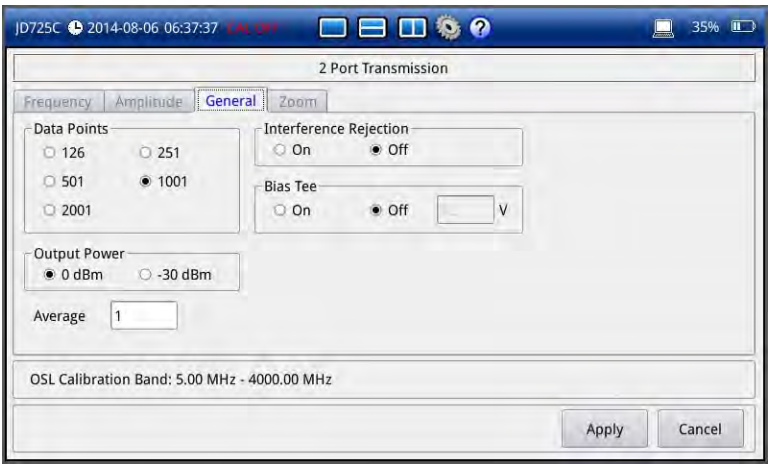 JD725C 2014-08-06 06:37:37 CAL OFF ? 35%
2 Port Transmission
Frequency Amplitude General Zoom
Data Points
126 251
501 1001
2001
Interference Rejection
On Off
Bias Tee
On Off V
Output Power
0 dBm -30 dBm
Average 1
OSL Calibration Band: 5.00 MHz - 4000.00 MHz
Apply Cancel